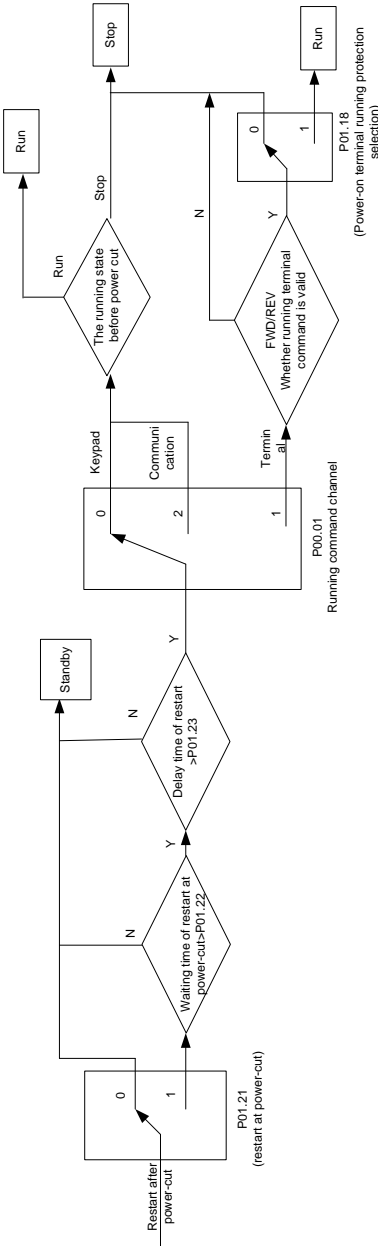 Restart after
power-cut
0
1
P01.21
(restart at power-cut)
Waiting time of restart at
power-cut>P01.22
N
Y
Delay time of restart
>P01.23
N
Y
Standby
0
2
1
P00.01
Running command channel
Keypad
Communi
cation
Termin
al
The running state
before power cut
Run
Run
Stop
Stop
FWD/REV
Whether running terminal
command is valid
N
Y
0
1
P01.18
(Power-on terminal running protection
selection)
Run